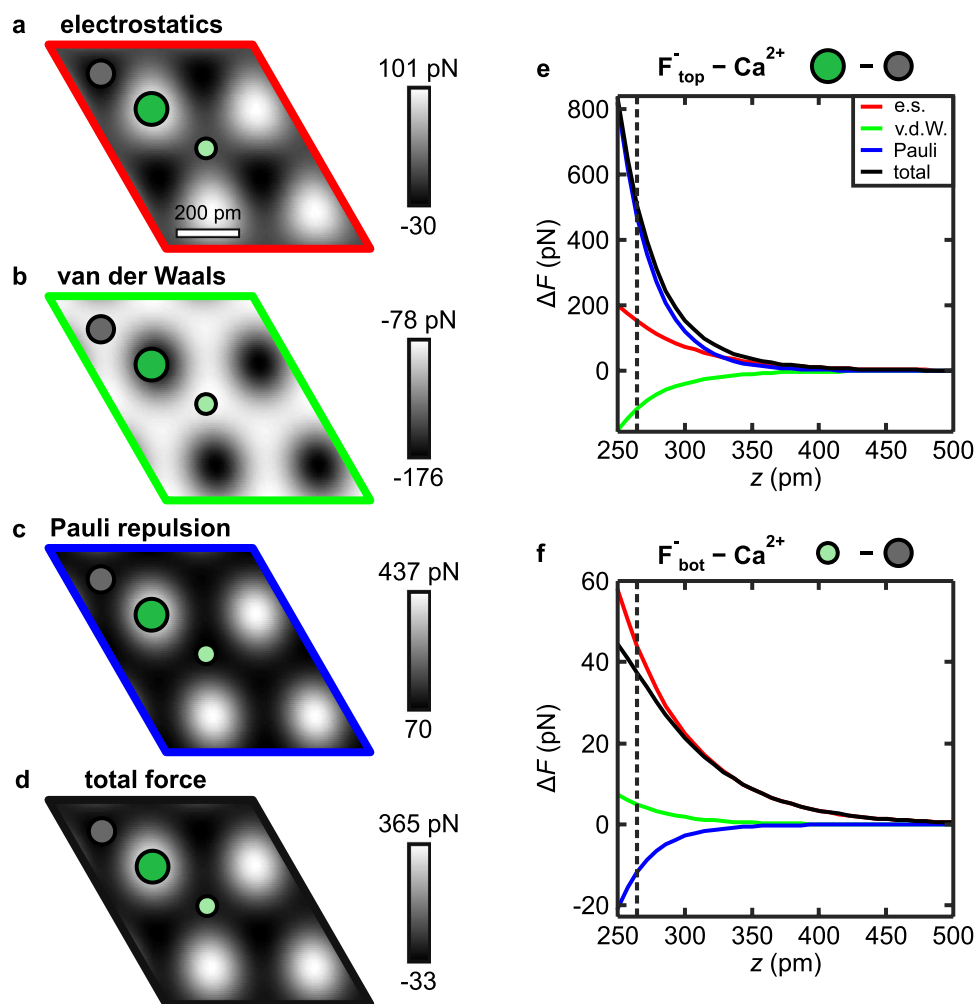 a electrostatics
101 pN
-30
200 pm
b van der Waals
-78 pN
-176
c Pauli repulsion
437 pN
70
d total force
365 pN
-33
e F⁻top – Ca²⁺ –
e.s.
v.d.W.
Pauli
total
800
600
400
200
0
ΔF (pN)
250 300 350 400 450 500
z (pm)
f F⁻bot – Ca²⁺ –
60
40
20
0
-20
ΔF (pN)
250 300 350 400 450 500
z (pm)